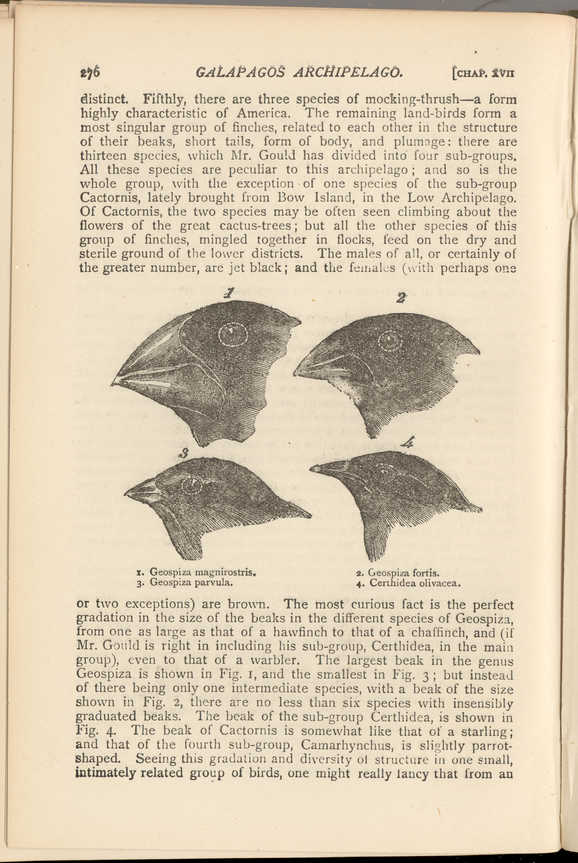 276 GALAPAGOS ARCHIPELAGO. [CHAP. XVII
distinct. Fifthly, there are three species of mocking-thrush—a form
highly characteristic of America. The remaining land-birds form a
most singular group of finches, related to each other in the structure
of their beaks, short tails, form of body, and plumage: there are
thirteen species, which Mr. Gould has divided into four sub-groups.
All these species are peculiar to this archipelago; and so is the
whole group, with the exception of one species of the sub-group
Cactornis, lately brought from Bow Island, in the Low Archipelago.
Of Cactornis, the two species may be often seen climbing about the
flowers of the great cactus-trees; but all the other species of this
group of finches, mingled together in flocks, feed on the dry and
sterile ground of the lower districts. The males of all, or certainly of
the greater number, are jet black; and the females (with perhaps one
1
2
3
4
1. Geospiza magnirostris. 2. Geospiza fortis.
3. Geospiza parvula. 4. Certhidea olivacea.
or two exceptions) are brown. The most curious fact is the perfect
gradation in the size of the beaks in the different species of Geospiza,
from one as large as that of a hawfinch to that of a chaffinch, and (if
Mr. Gould is right in including his sub-group, Certhidea, in the main
group), even to that of a warbler. The largest beak in the genus
Geospiza is shown in Fig. 1, and the smallest in Fig. 3; but instead
of there being only one intermediate species, with a beak of the size
shown in Fig. 2, there are no less than six species with insensibly
graduated beaks. The beak of the sub-group Certhidea, is shown in
Fig. 4. The beak of Cactornis is somewhat like that of a starling;
and that of the fourth sub-group, Camarhynchus, is slightly parrot-
shaped. Seeing this gradation and diversity of structure in one small,
intimately related group of birds, one might really fancy that from an